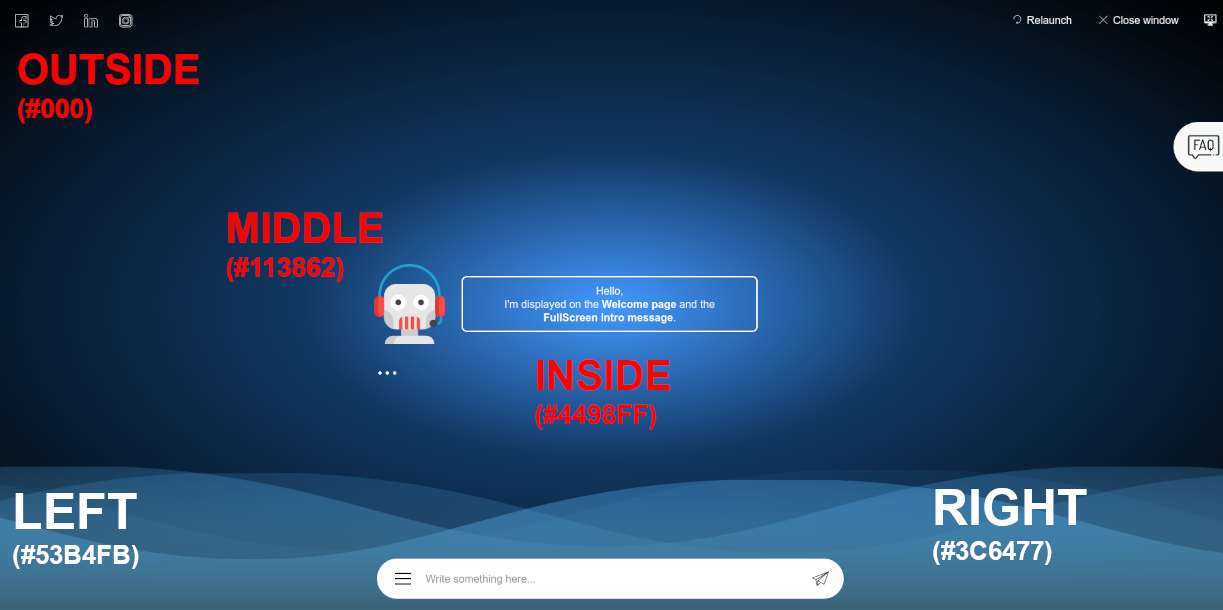 Relaunch
Close window
OUTSIDE
(#000)
FAQ
MIDDLE
(#113862)
Hello,
I'm displayed on the Welcome page and the
FullScreen intro message.
INSIDE
(#4498FF)
LEFT
(#53B4FB)
RIGHT
(#3C6477)
Write something here...